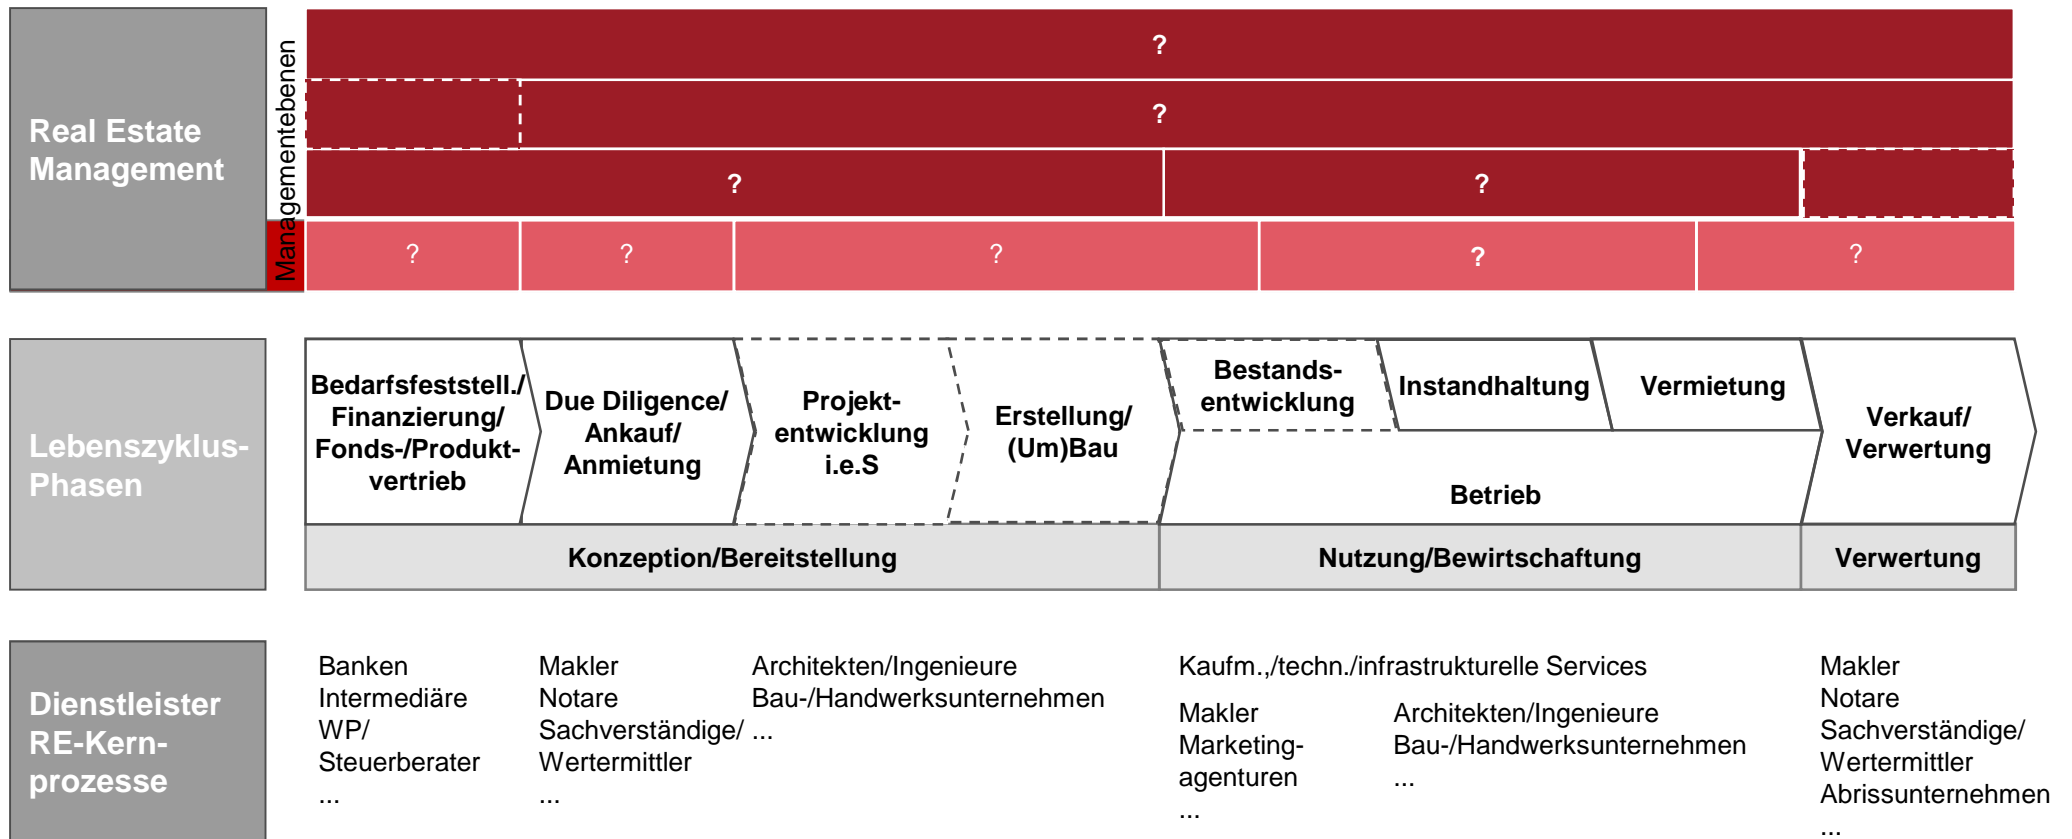 Real Estate
Management
Managementebenen
?
?
? ?
? ? ? ? ?
Lebenszyklus-
Phasen
Bedarfsfeststell./
Finanzierung/
Fonds-/Produkt-
vertrieb
Due Diligence/
Ankauf/
Anmietung
Projekt-
entwicklung
i.e.S
Erstellung/
(Um)Bau
Bestands-
entwicklung
Instandhaltung
Vermietung
Betrieb
Verkauf/
Verwertung
Konzeption/Bereitstellung
Nutzung/Bewirtschaftung
Verwertung
Dienstleister
RE-Kern-
prozesse
Banken
Intermediäre
WP/
Steuerberater
...
Makler
Notare
Sachverständige/
Wertermittler
...
Architekten/Ingenieure
Bau-/Handwerksunternehmen
...
Kaufm.,/techn./infrastrukturelle Services
Makler
Marketing-
agenturen
...
Architekten/Ingenieure
Bau-/Handwerksunternehmen
...
Makler
Notare
Sachverständige/
Wertermittler
Abrissunternehmen
...